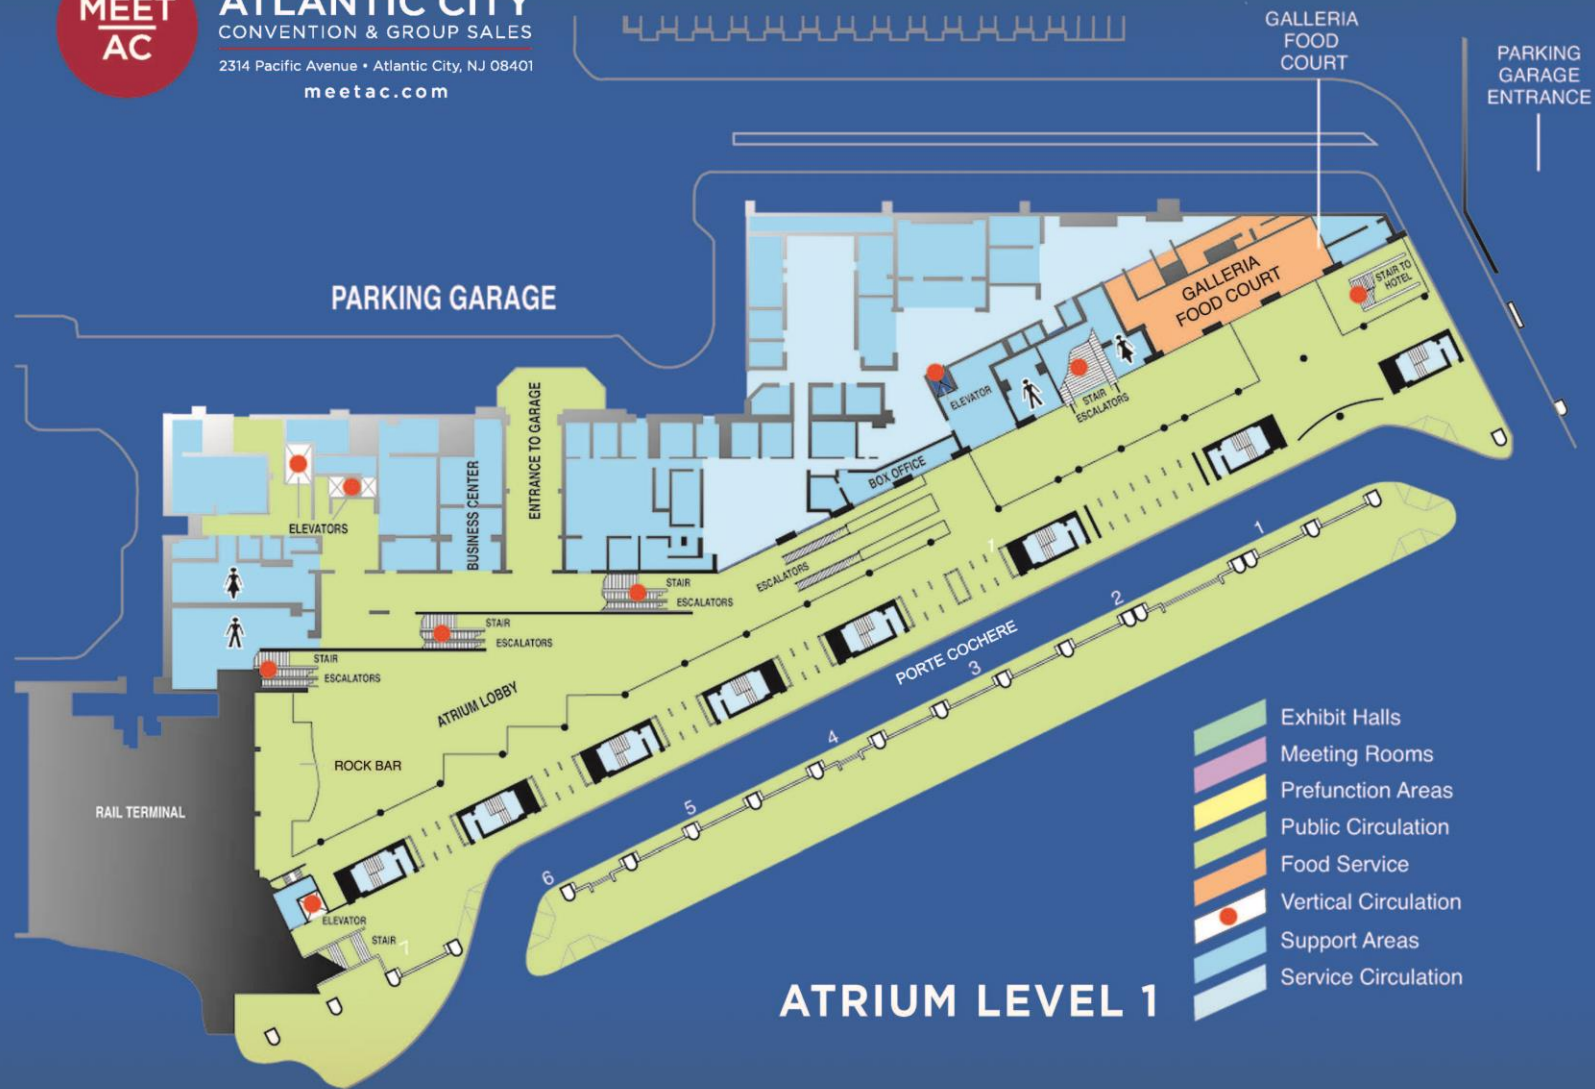 MEET
AC
ATLANTIC CITY
CONVENTION & GROUP SALES
2314 Pacific Avenue • Atlantic City, NJ 08401
meetac.com
GALLERIA
FOOD
COURT
PARKING
GARAGE
ENTRANCE
PARKING GARAGE
GALLERIA
FOOD COURT
STAIR TO
HOTEL
ELEVATOR
STAIR
ESCALATORS
BOX OFFICE
ENTRANCE TO GARAGE
BUSINESS CENTER
ELEVATORS
ESCALATORS
STAIR
ESCALATORS
STAIR
ESCALATORS
STAIR
ESCALATORS
ATRIUM LOBBY
ROCK BAR
RAIL TERMINAL
ELEVATOR
STAIR
7
1
PORTE COCHERE
1
2
3
4
5
6
Exhibit Halls
Meeting Rooms
Prefunction Areas
Public Circulation
Food Service
Vertical Circulation
Support Areas
Service Circulation
ATRIUM LEVEL 1